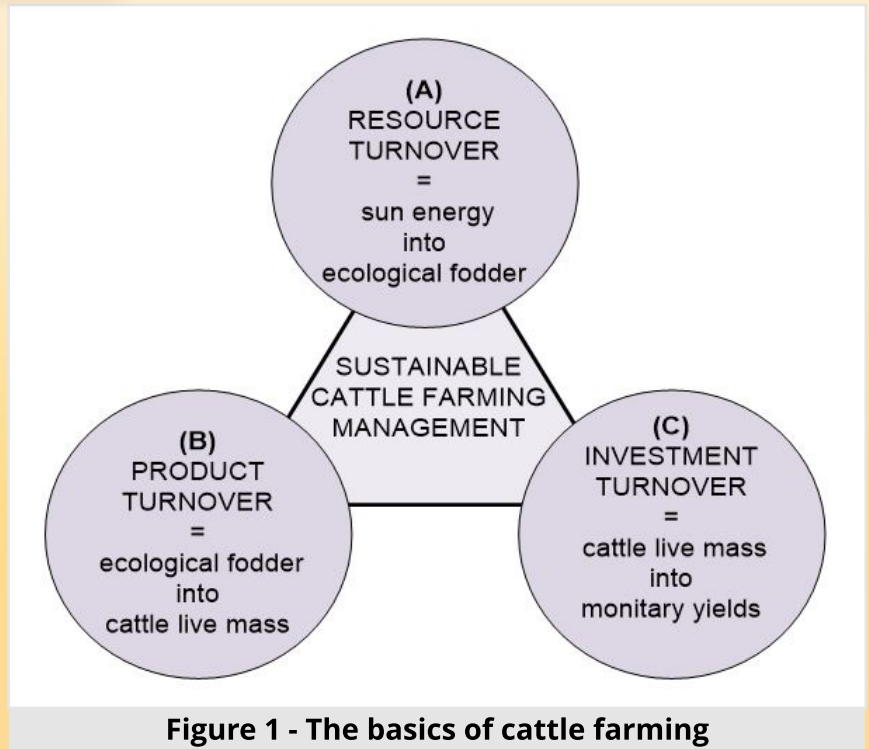 (A)
RESOURCE
TURNOVER
=
sun energy
into
ecological fodder
SUSTAINABLE
CATTLE FARMING
MANAGEMENT
(B)
PRODUCT
TURNOVER
=
ecological fodder
into
cattle live mass
(C)
INVESTMENT
TURNOVER
=
cattle live mass
into
monitary yields
Figure 1 - The basics of cattle farming